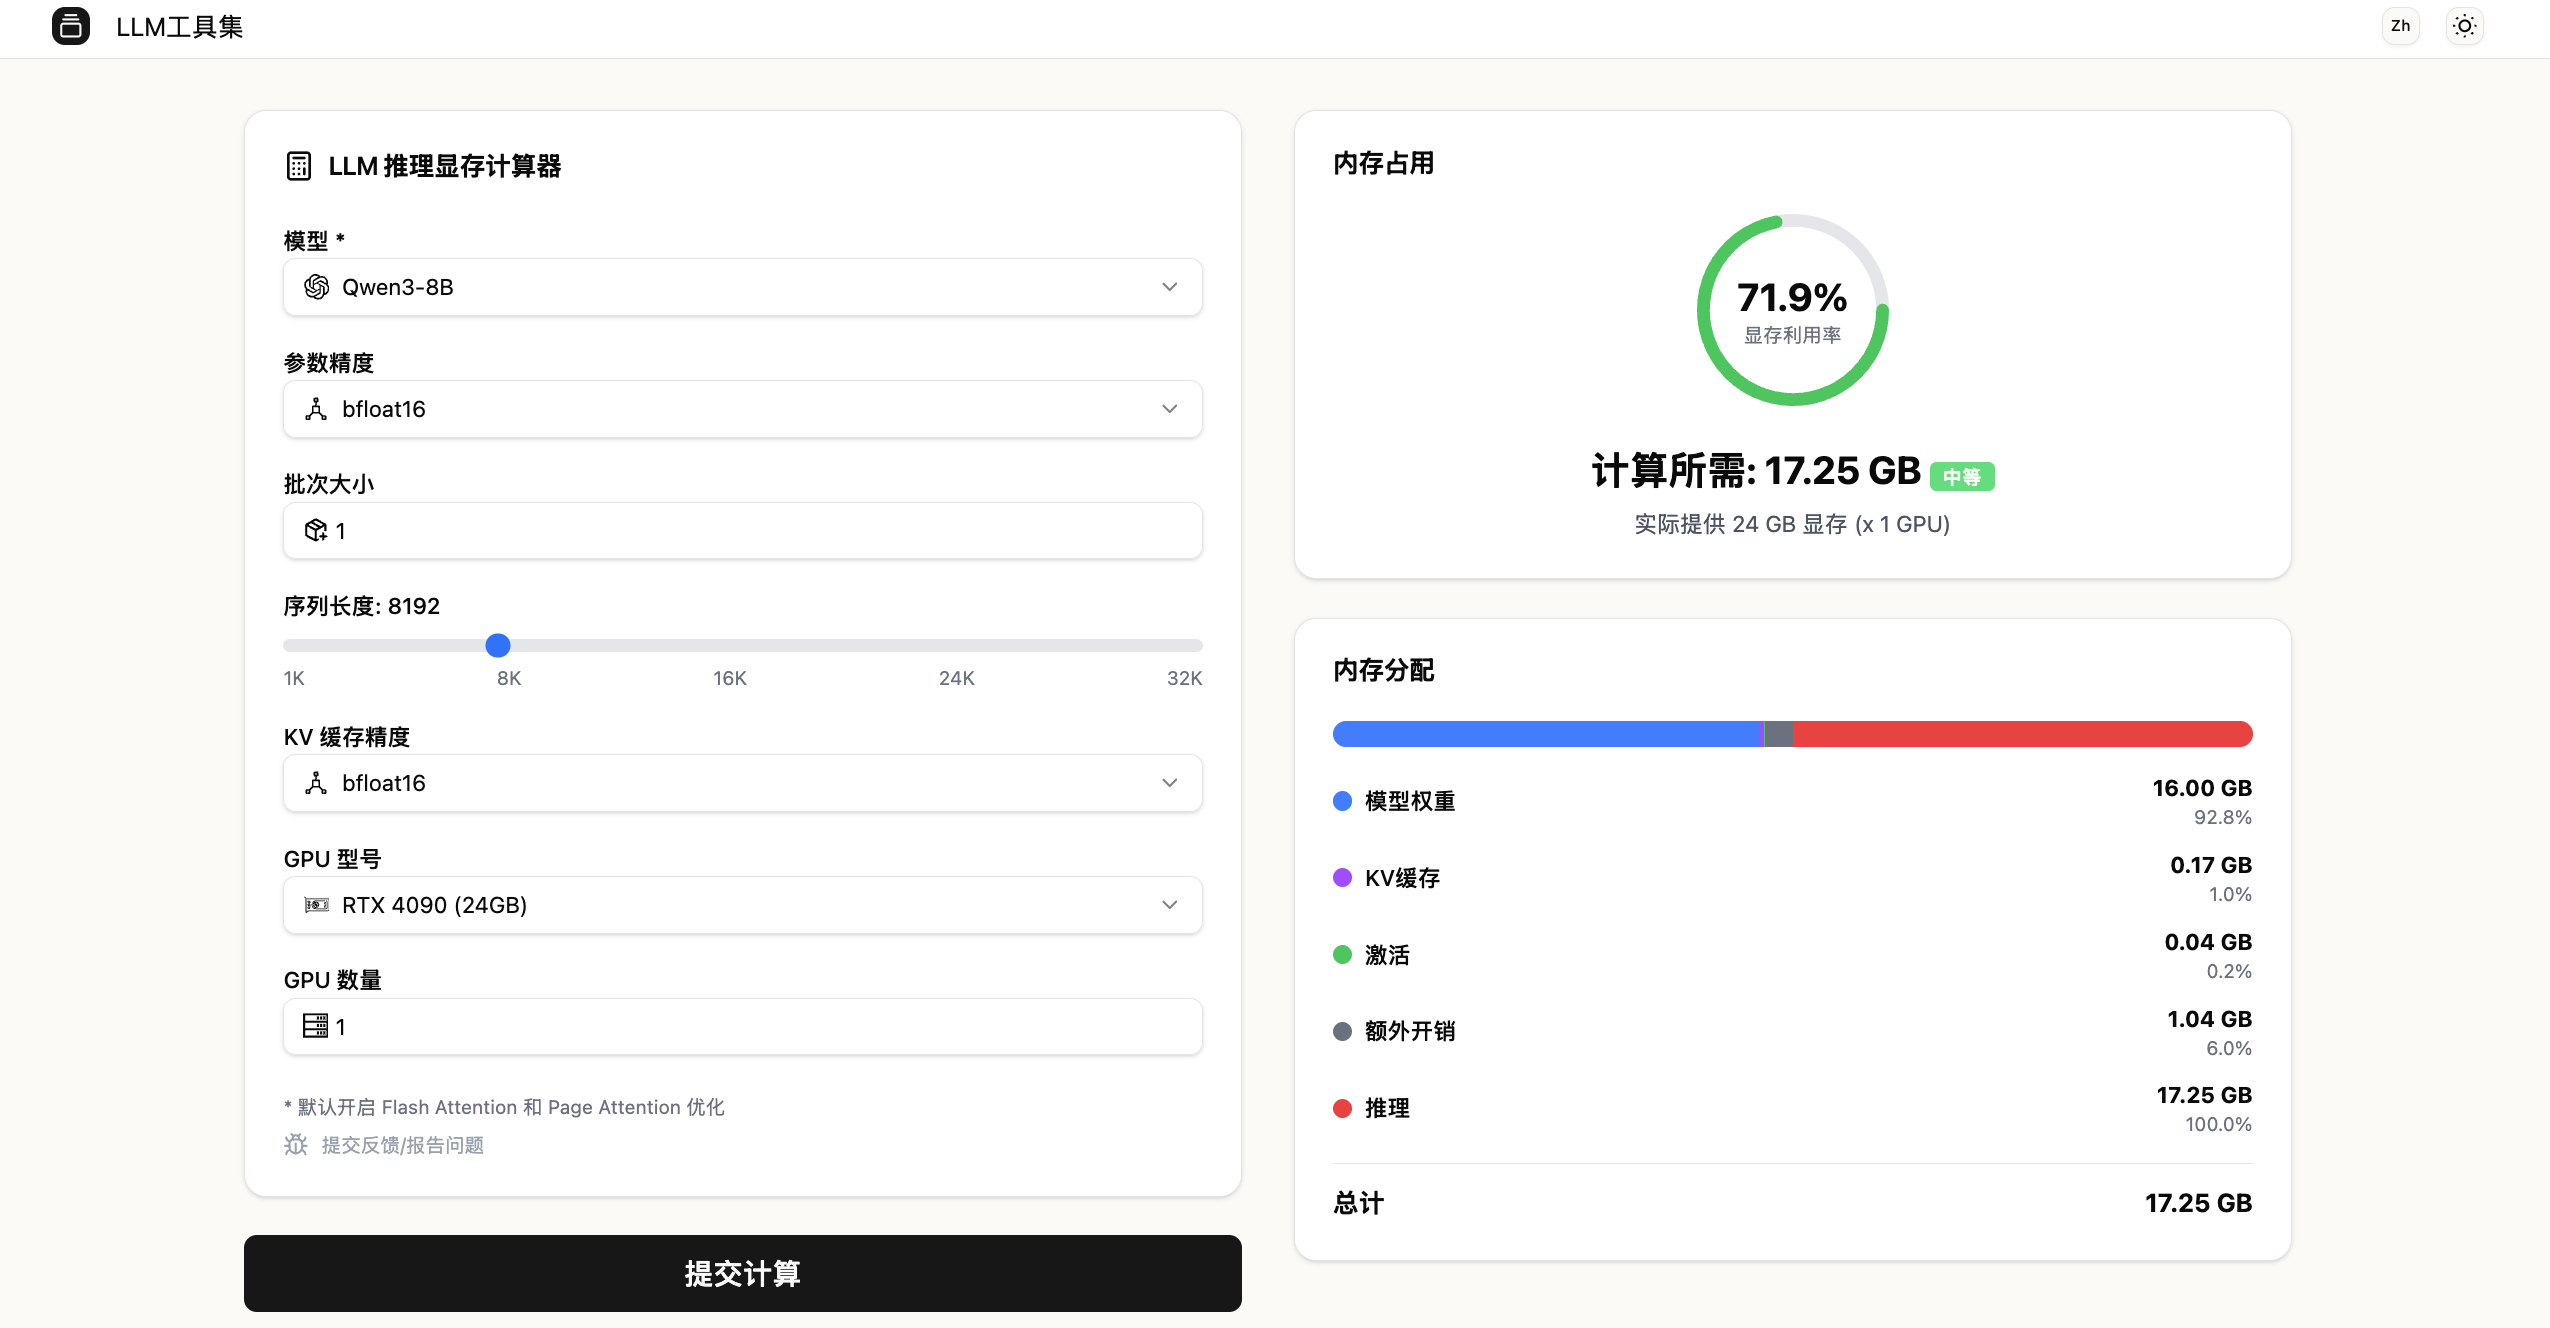 LLM工具集
Zh
LLM 推理显存计算器
模型 *
Qwen3-8B
参数精度
bfloat16
批次大小
1
序列长度: 8192
1K 8K 16K 24K 32K
KV 缓存精度
bfloat16
GPU 型号
RTX 4090 (24GB)
GPU 数量
1
* 默认开启 Flash Attention 和 Page Attention 优化
提交反馈/报告问题
提交计算
内存占用
71.9%
显存利用率
计算所需: 17.25 GB 中等
实际提供 24 GB 显存 (x 1 GPU)
内存分配
模型权重 16.00 GB
92.8%
KV缓存 0.17 GB
1.0%
激活 0.04 GB
0.2%
额外开销 1.04 GB
6.0%
推理 17.25 GB
100.0%
总计 17.25 GB